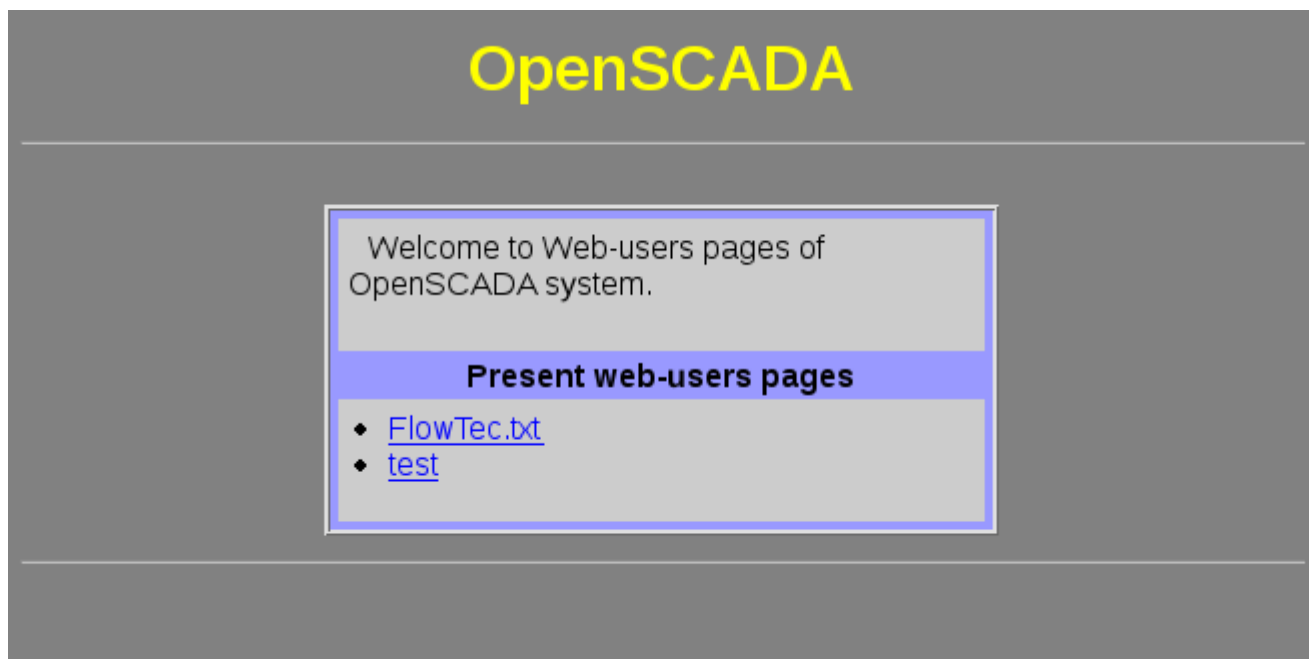 OpenSCADA
Welcome to Web-users pages of
OpenSCADA system.
Present web-users pages
FlowTec.txt
test